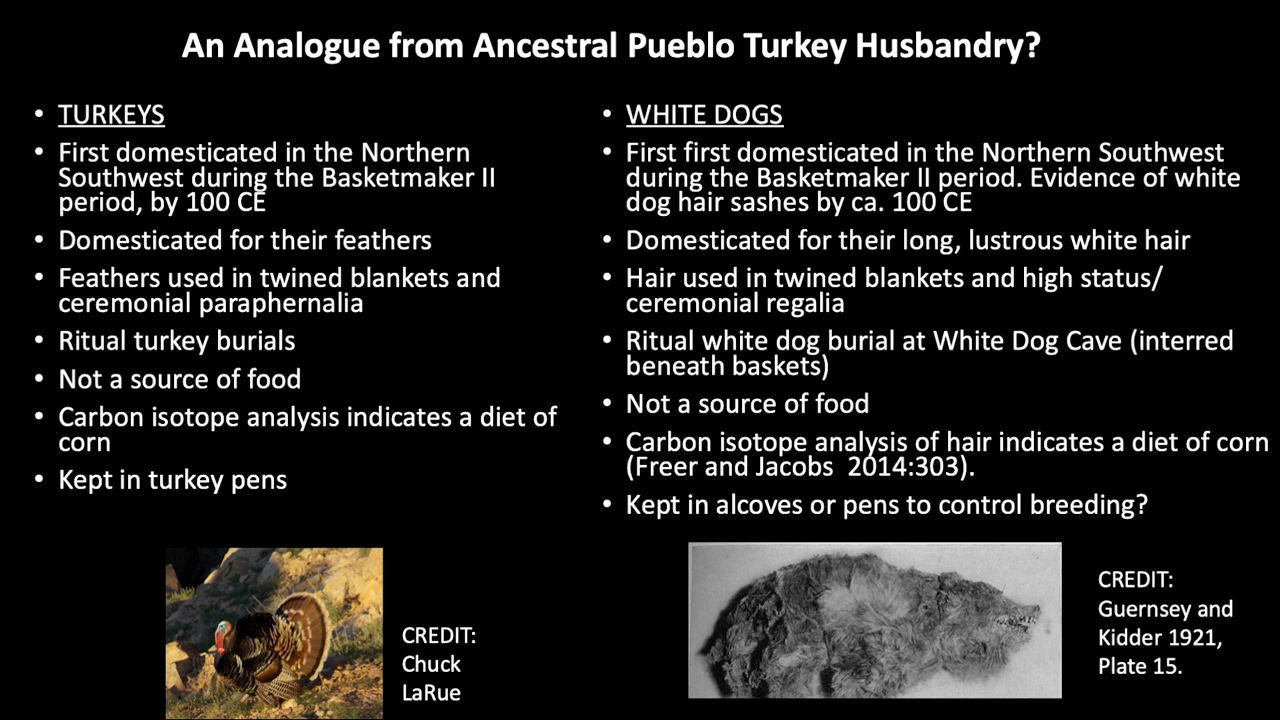 An Analogue from Ancestral Pueblo Turkey Husbandry?
• TURKEYS
• First domesticated in the Northern
Southwest during the Basketmaker II
period, by 100 CE
• Domesticated for their feathers
• Feathers used in twined blankets and
ceremonial paraphernalia
• Ritual turkey burials
• Not a source of food
• Carbon isotope analysis indicates a diet of
corn
• Kept in turkey pens
CREDIT:
Chuck
LaRue
• WHITE DOGS
• First first domesticated in the Northern Southwest
during the Basketmaker II period. Evidence of white
dog hair sashes by ca. 100 CE
• Domesticated for their long, lustrous white hair
• Hair used in twined blankets and high status/
ceremonial regalia
• Ritual white dog burial at White Dog Cave (interred
beneath baskets)
• Not a source of food
• Carbon isotope analysis of hair indicates a diet of corn
(Freer and Jacobs  2014:303).
• Kept in alcoves or pens to control breeding?
CREDIT:
Guernsey and
Kidder 1921,
Plate 15.